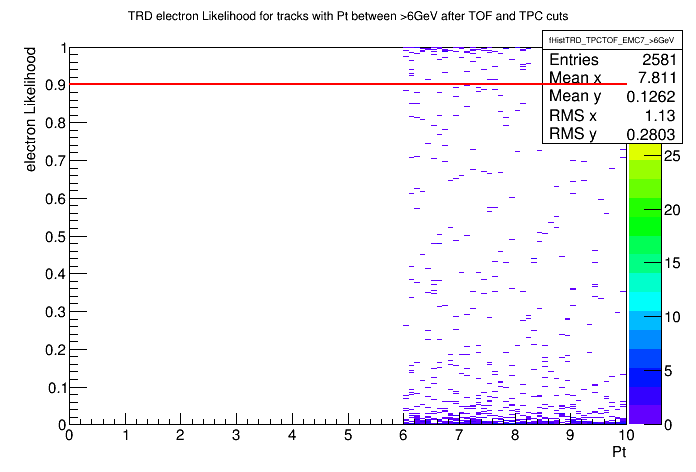 TRD electron Likelihood for tracks with Pt between >6GeV after TOF and TPC cuts
fHistTRD_TPCTOF_EMC7_>6GeV
Entries 2581
Mean x 7.811
Mean y 0.1262
RMS x 1.13
RMS y 0.2803
electron Likelihood
1
0.9
0.8
0.7
0.6
0.5
0.4
0.3
0.2
0.1
0
0 1 2 3 4 5 6 7 8 9 10
Pt
25
20
15
10
5
0